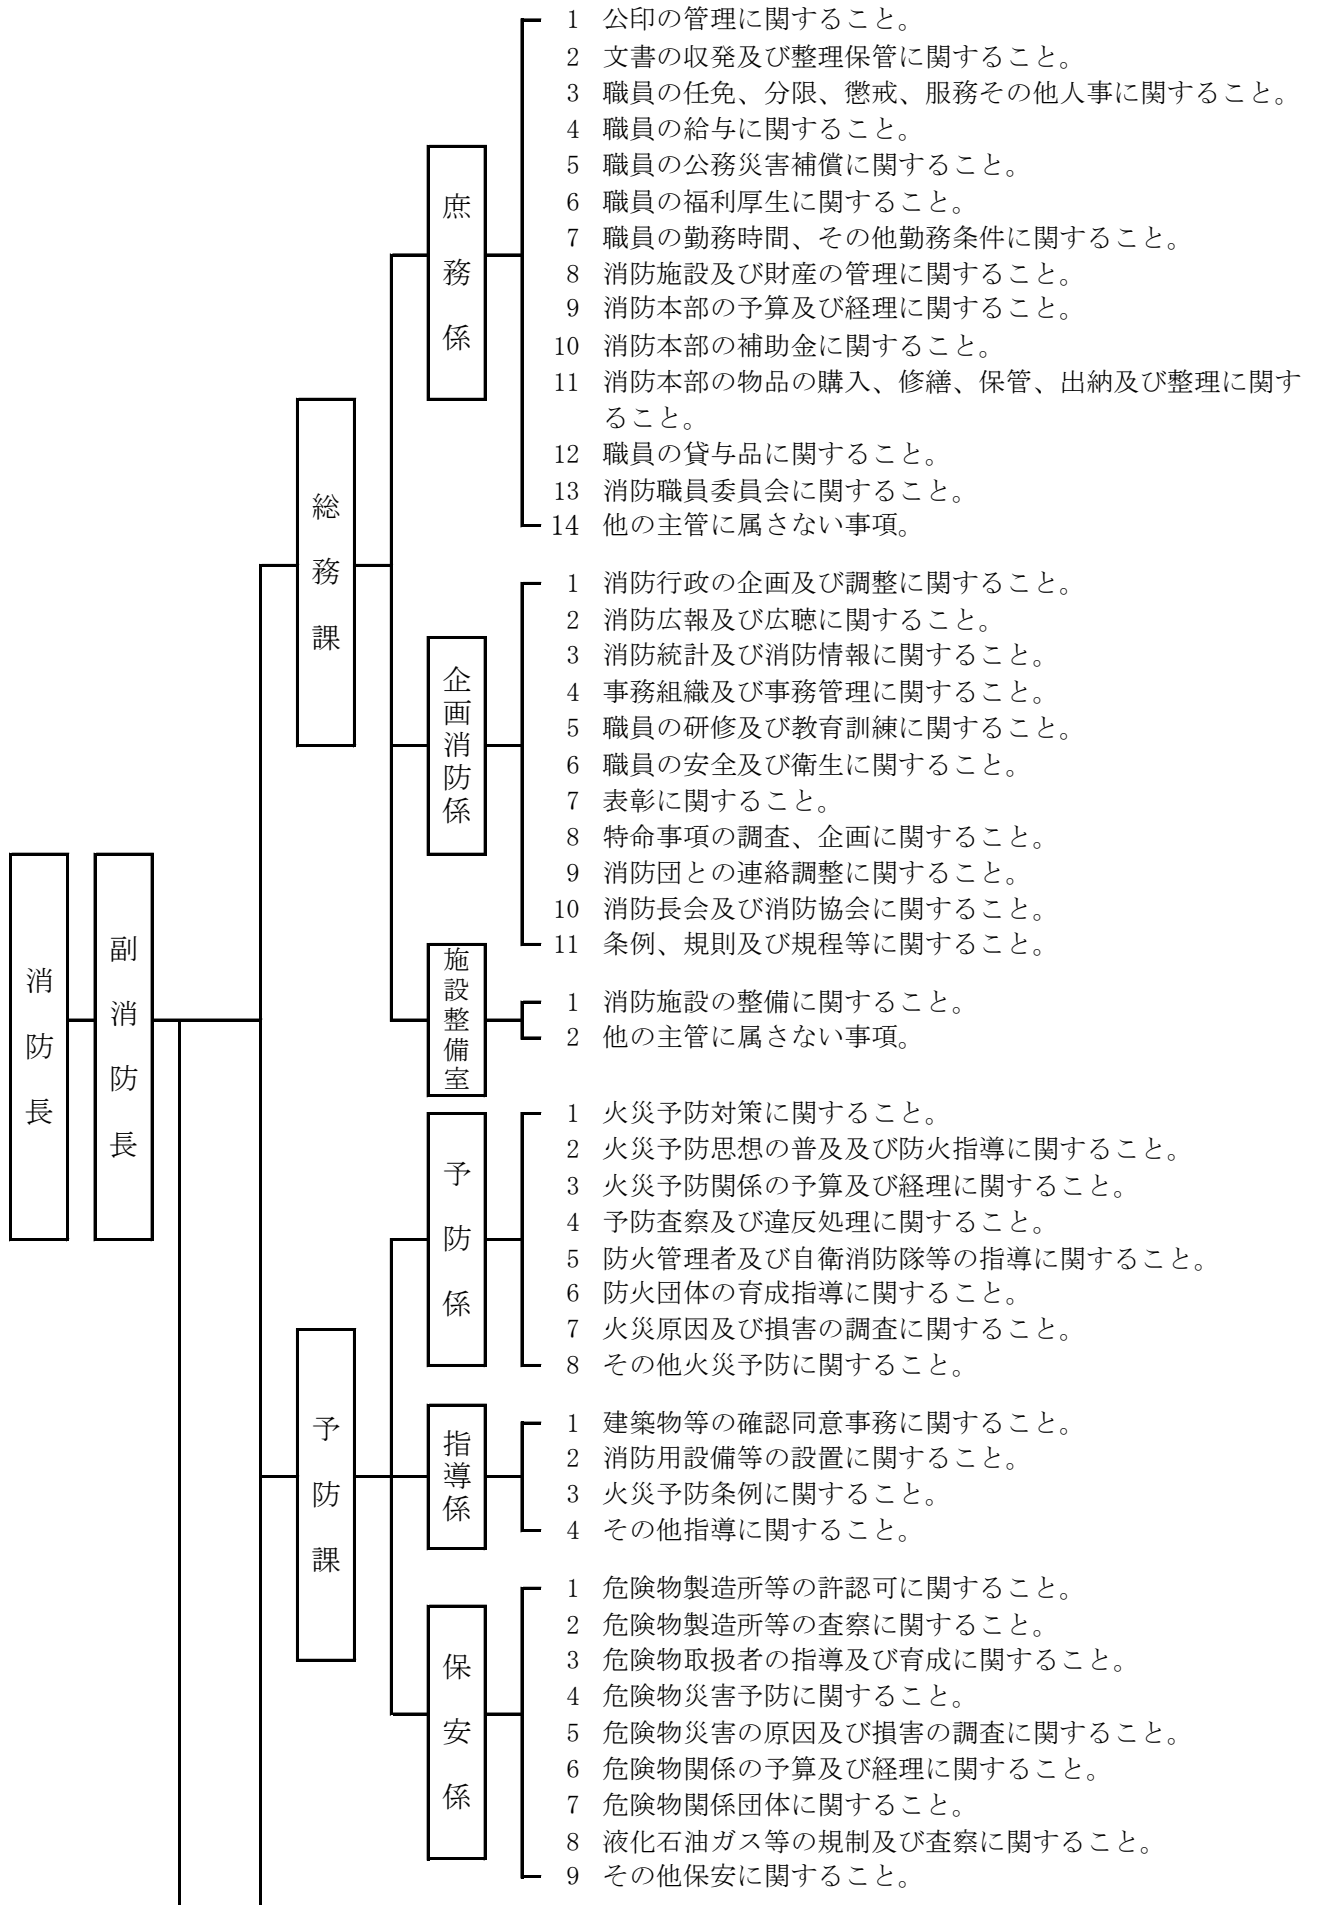 消防長
副消防長
総務課
庶務係
1 公印の管理に関すること。
2 文書の収発及び整理保管に関すること。
3 職員の任免、分限、懲戒、服務その他人事に関すること。
4 職員の給与に関すること。
5 職員の公務災害補償に関すること。
6 職員の福利厚生に関すること。
7 職員の勤務時間、その他勤務条件に関すること。
8 消防施設及び財産の管理に関すること。
9 消防本部の予算及び経理に関すること。
10 消防本部の補助金に関すること。
11 消防本部の物品の購入、修繕、保管、出納及び整理に関す
ること。
12 職員の貸与品に関すること。
13 消防職員委員会に関すること。
14 他の主管に属さない事項。
企画消防係
1 消防行政の企画及び調整に関すること。
2 消防広報及び広聴に関すること。
3 消防統計及び消防情報に関すること。
4 事務組織及び事務管理に関すること。
5 職員の研修及び教育訓練に関すること。
6 職員の安全及び衛生に関すること。
7 表彰に関すること。
8 特命事項の調査、企画に関すること。
9 消防団との連絡調整に関すること。
10 消防長会及び消防協会に関すること。
11 条例、規則及び規程等に関すること。
施設整備室
1 消防施設の整備に関すること。
2 他の主管に属さない事項。
予防課
予防係
1 火災予防対策に関すること。
2 火災予防思想の普及及び防火指導に関すること。
3 火災予防関係の予算及び経理に関すること。
4 予防査察及び違反処理に関すること。
5 防火管理者及び自衛消防隊等の指導に関すること。
6 防火団体の育成指導に関すること。
7 火災原因及び損害の調査に関すること。
8 その他火災予防に関すること。
指導係
1 建築物等の確認同意事務に関すること。
2 消防用設備等の設置に関すること。
3 火災予防条例に関すること。
4 その他指導に関すること。
保安係
1 危険物製造所等の許認可に関すること。
2 危険物製造所等の査察に関すること。
3 危険物取扱者の指導及び育成に関すること。
4 危険物災害予防に関すること。
5 危険物災害の原因及び損害の調査に関すること。
6 危険物関係の予算及び経理に関すること。
7 危険物関係団体に関すること。
8 液化石油ガス等の規制及び査察に関すること。
9 その他保安に関すること。